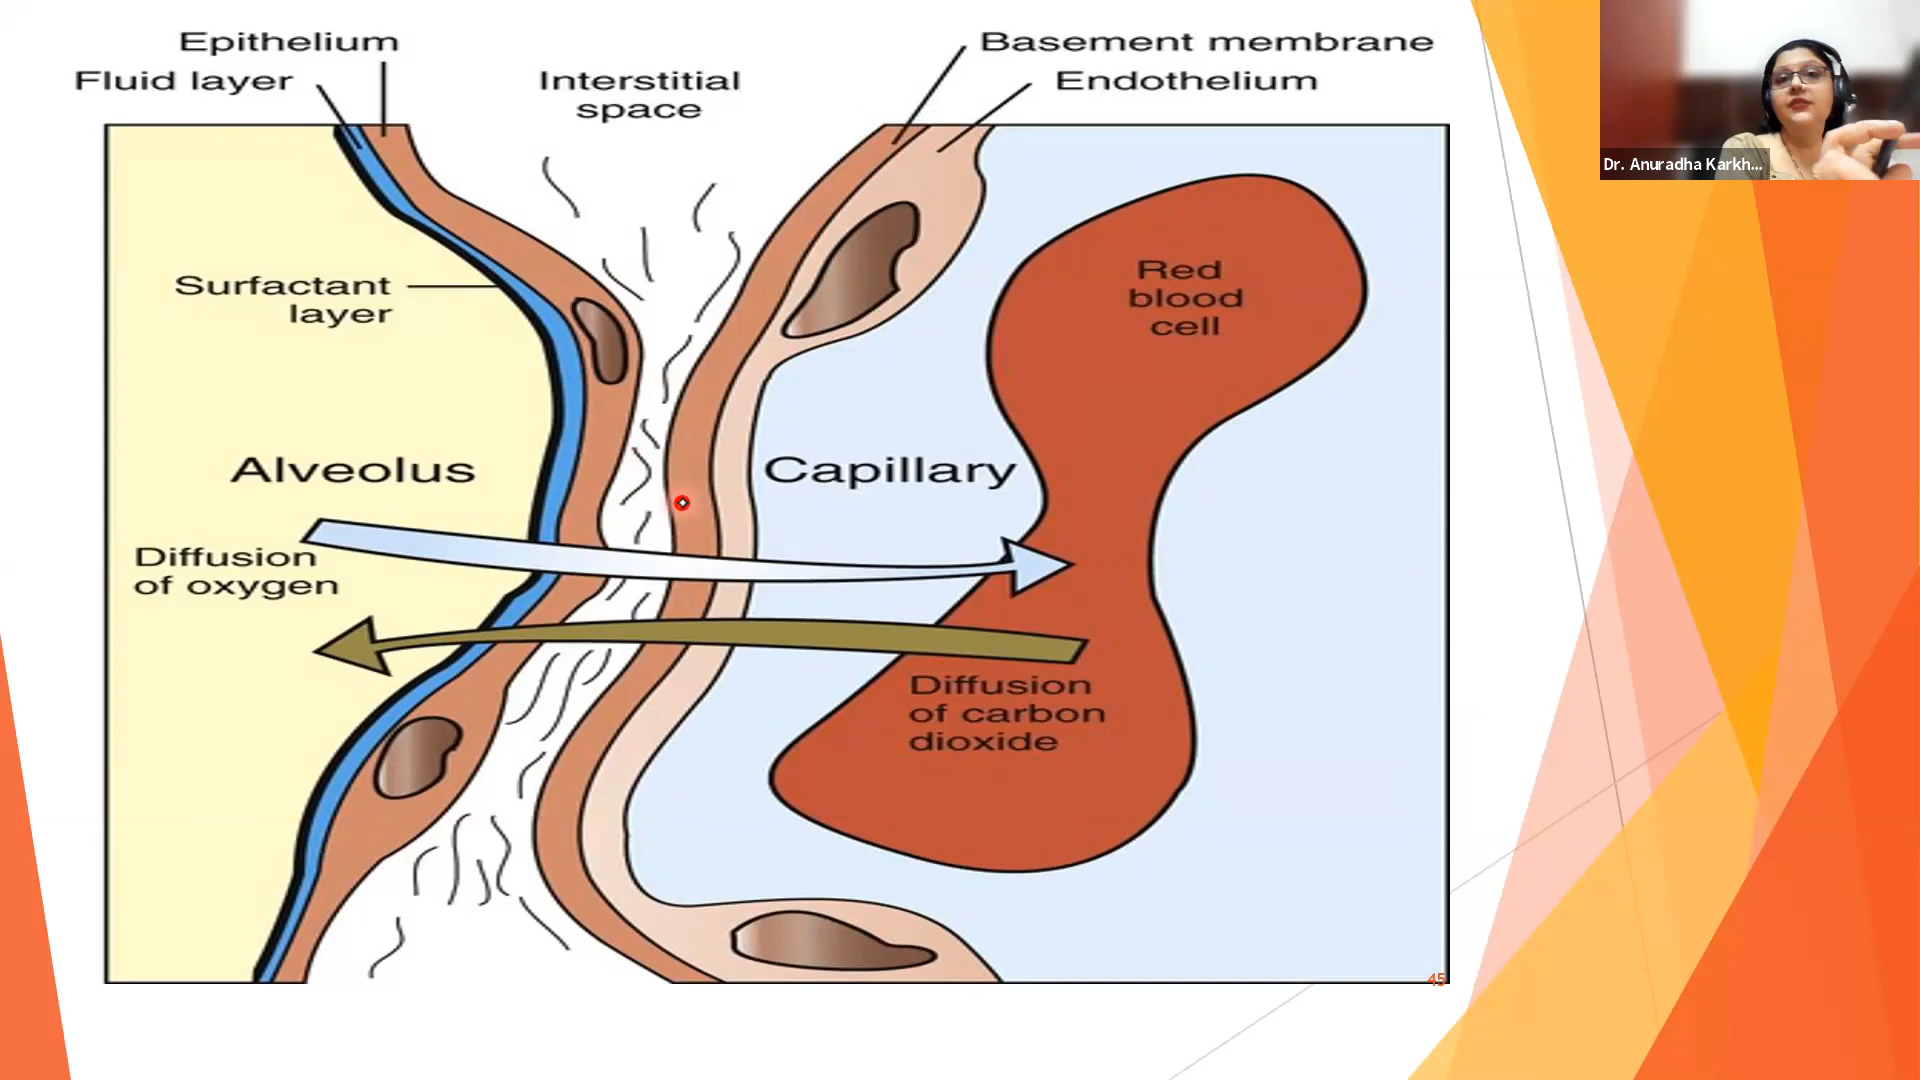 Epithelium
Fluid layer
Interstitial
space
Basement membrane
Endothelium
Surfactant
layer
Red
blood
cell
Alveolus
Capillary
Diffusion
of oxygen
Diffusion
of carbon
dioxide
45
Dr. Anuradha Karkh...